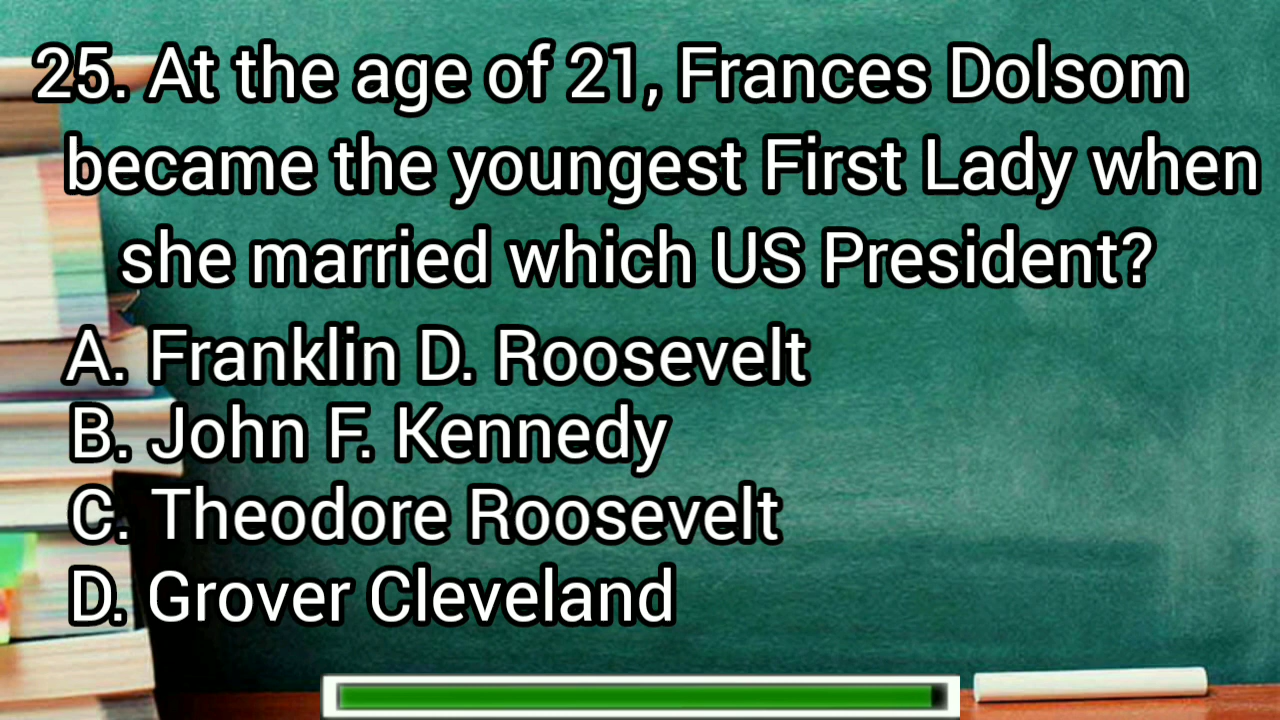 25. At the age of 21, Frances Dolsom
became the youngest First Lady when
she married which US President?
A. Franklin D. Roosevelt
B. John F. Kennedy
C. Theodore Roosevelt
D. Grover Cleveland